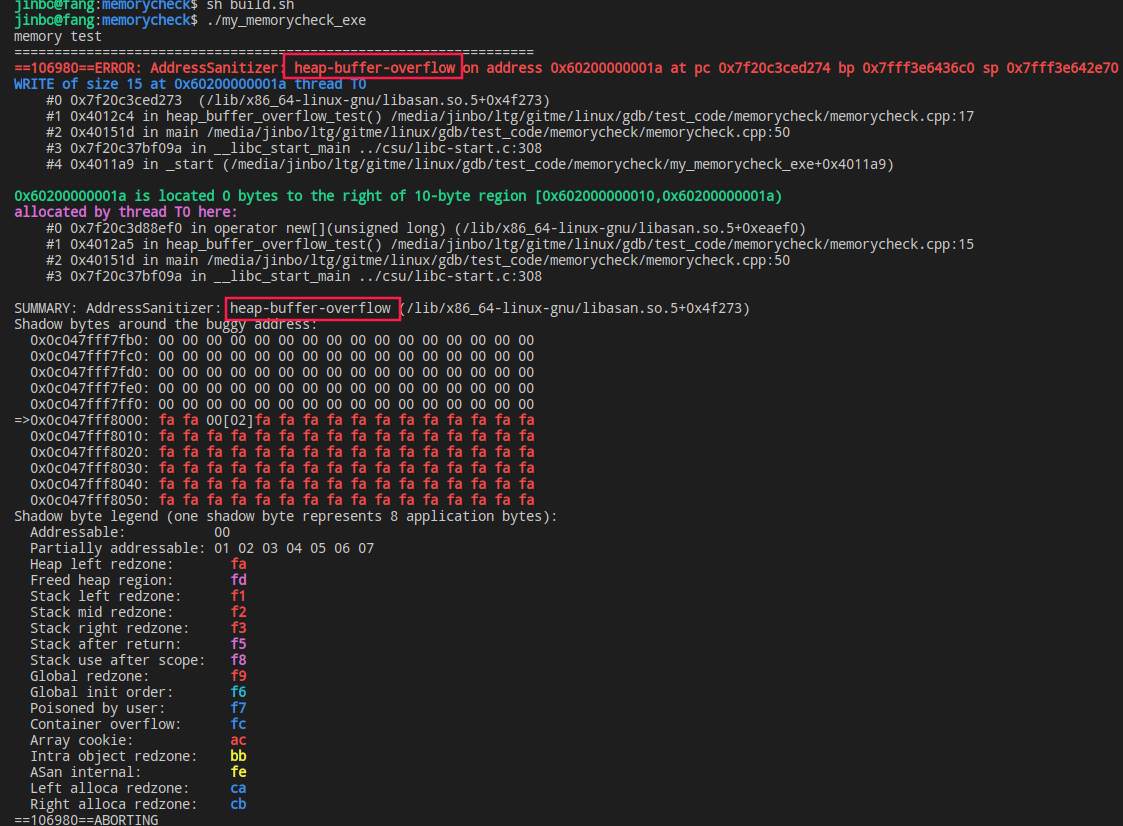 jinbo@fang:memorycheck$ sh build.sh
jinbo@fang:memorycheck$ ./my_memorycheck_exe
memory test
=================================================================
==106980==ERROR: AddressSanitizer: heap-buffer-overflow on address 0x60200000001a at pc 0x7f20c3ced274 bp 0x7fff3e6436c0 sp 0x7fff3e642e70
WRITE of size 15 at 0x60200000001a thread T0
    #0 0x7f20c3ced273  (/lib/x86_64-linux-gnu/libasan.so.5+0x4f273)
    #1 0x4012c4 in heap_buffer_overflow_test() /media/jinbo/ltg/gitme/linux/gdb/test_code/memorycheck/memorycheck.cpp:17
    #2 0x40151d in main /media/jinbo/ltg/gitme/linux/gdb/test_code/memorycheck/memorycheck.cpp:50
    #3 0x7f20c37bf09a in __libc_start_main ../csu/libc-start.c:308
    #4 0x4011a9 in _start (/media/jinbo/ltg/gitme/linux/gdb/test_code/memorycheck/my_memorycheck_exe+0x4011a9)

0x60200000001a is located 0 bytes to the right of 10-byte region [0x602000000010,0x60200000001a)
allocated by thread T0 here:
    #0 0x7f20c3d88ef0 in operator new[](unsigned long) (/lib/x86_64-linux-gnu/libasan.so.5+0xeaef0)
    #1 0x4012a5 in heap_buffer_overflow_test() /media/jinbo/ltg/gitme/linux/gdb/test_code/memorycheck/memorycheck.cpp:15
    #2 0x40151d in main /media/jinbo/ltg/gitme/linux/gdb/test_code/memorycheck/memorycheck.cpp:50
    #3 0x7f20c37bf09a in __libc_start_main ../csu/libc-start.c:308

SUMMARY: AddressSanitizer: heap-buffer-overflow (/lib/x86_64-linux-gnu/libasan.so.5+0x4f273)
Shadow bytes around the buggy address:
  0x0c047fff7fb0: 00 00 00 00 00 00 00 00 00 00 00 00 00 00 00 00
  0x0c047fff7fc0: 00 00 00 00 00 00 00 00 00 00 00 00 00 00 00 00
  0x0c047fff7fd0: 00 00 00 00 00 00 00 00 00 00 00 00 00 00 00 00
  0x0c047fff7fe0: 00 00 00 00 00 00 00 00 00 00 00 00 00 00 00 00
  0x0c047fff7ff0: 00 00 00 00 00 00 00 00 00 00 00 00 00 00 00 00
=>0x0c047fff8000: fa fa 00[02]fa fa fa fa fa fa fa fa fa fa fa fa
  0x0c047fff8010: fa fa fa fa fa fa fa fa fa fa fa fa fa fa fa fa
  0x0c047fff8020: fa fa fa fa fa fa fa fa fa fa fa fa fa fa fa fa
  0x0c047fff8030: fa fa fa fa fa fa fa fa fa fa fa fa fa fa fa fa
  0x0c047fff8040: fa fa fa fa fa fa fa fa fa fa fa fa fa fa fa fa
  0x0c047fff8050: fa fa fa fa fa fa fa fa fa fa fa fa fa fa fa fa
Shadow byte legend (one shadow byte represents 8 application bytes):
  Addressable:           00
  Partially addressable: 01 02 03 04 05 06 07
  Heap left redzone:       fa
  Freed heap region:       fd
  Stack left redzone:      f1
  Stack mid redzone:       f2
  Stack right redzone:     f3
  Stack after return:      f5
  Stack use after scope:   f8
  Global redzone:          f9
  Global init order:       f6
  Poisoned by user:        f7
  Container overflow:      fc
  Array cookie:            ac
  Intra object redzone:    bb
  ASan internal:           fe
  Left alloca redzone:     ca
  Right alloca redzone:    cb
==106980==ABORTING